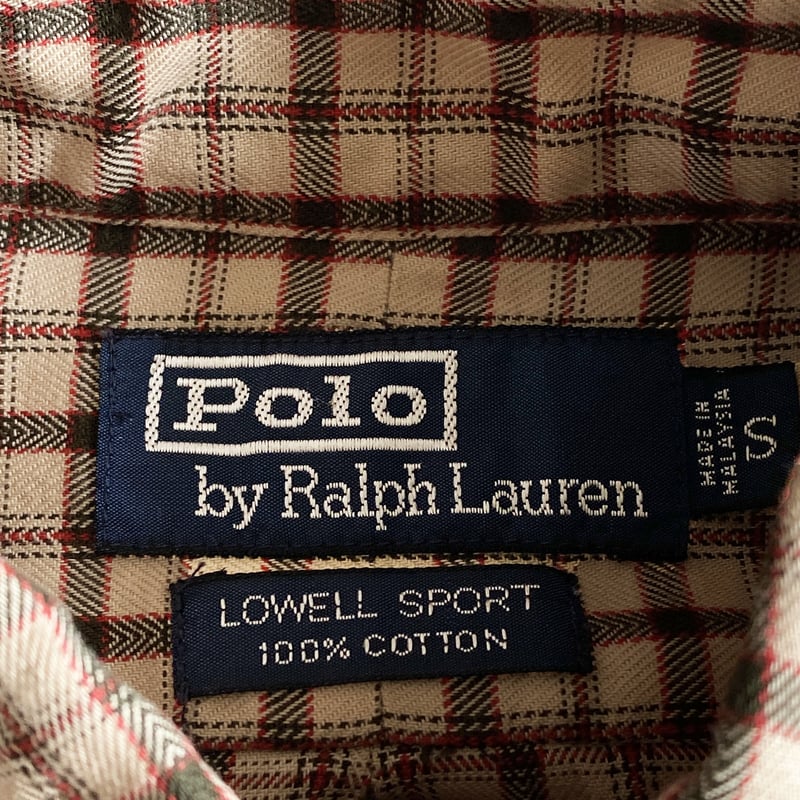 Polo
by Ralph Lauren
MADE IN
MALAYSIA
S
LOWELL SPORT
100% COTTON